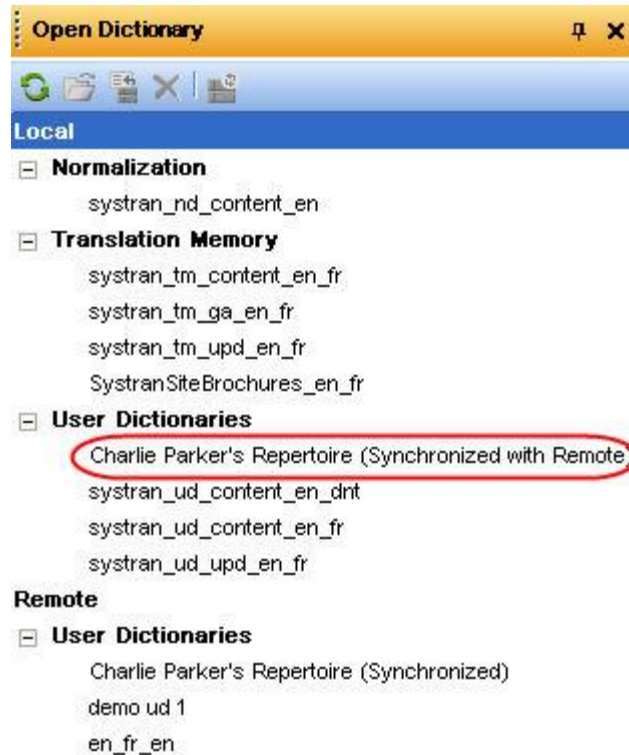 Open Dictionary
Local
Normalization
systran_nd_content_en
Translation Memory
systran_tm_content_en_fr
systran_tm_ga_en_fr
systran_tm_upd_en_fr
SystranSiteBrochures_en_fr
User Dictionaries
Charlie Parker's Repertoire (Synchronized with Remote
systran_ud_content_en_dnt
systran_ud_content_en_fr
systran_ud_upd_en_fr
Remote
User Dictionaries
Charlie Parker's Repertoire (Synchronized)
demo ud 1
en_fr_en